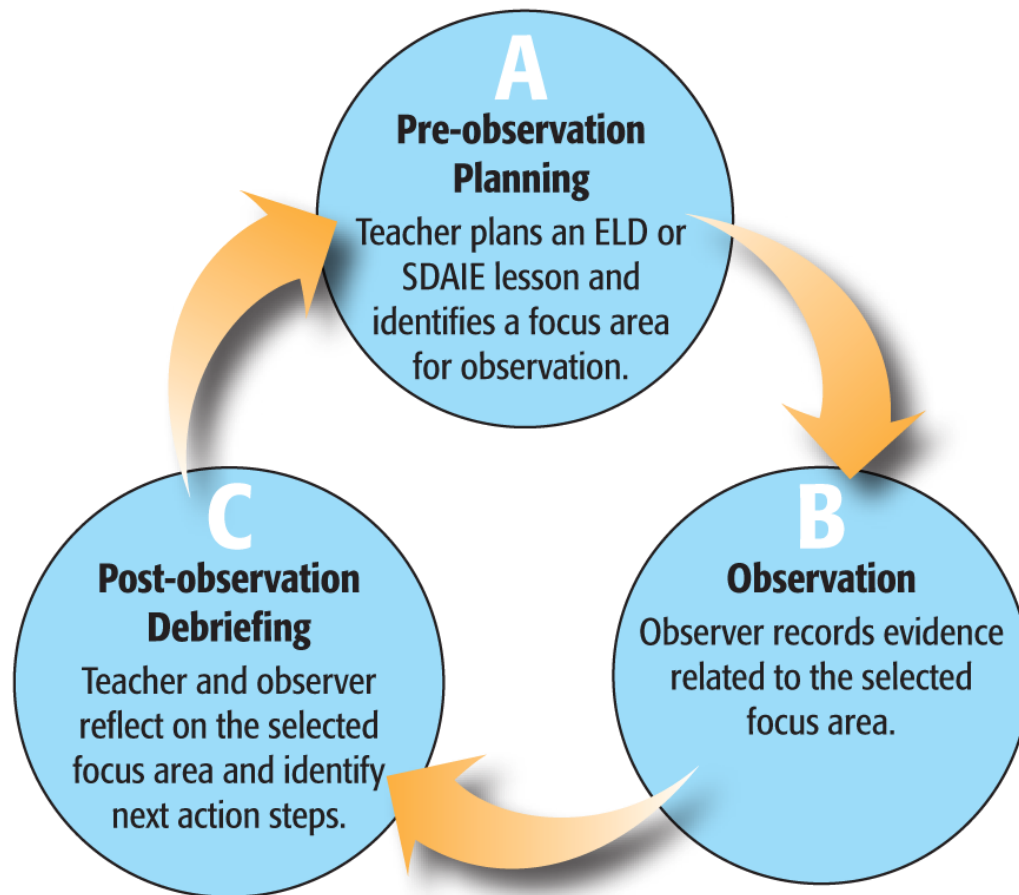 A
Pre-observation
Planning
Teacher plans an ELD or
SDAIE lesson and
identifies a focus area
for observation.
B
Observation
Observer records evidence
related to the selected
focus area.
C
Post-observation
Debriefing
Teacher and observer
reflect on the selected
focus area and identify
next action steps.